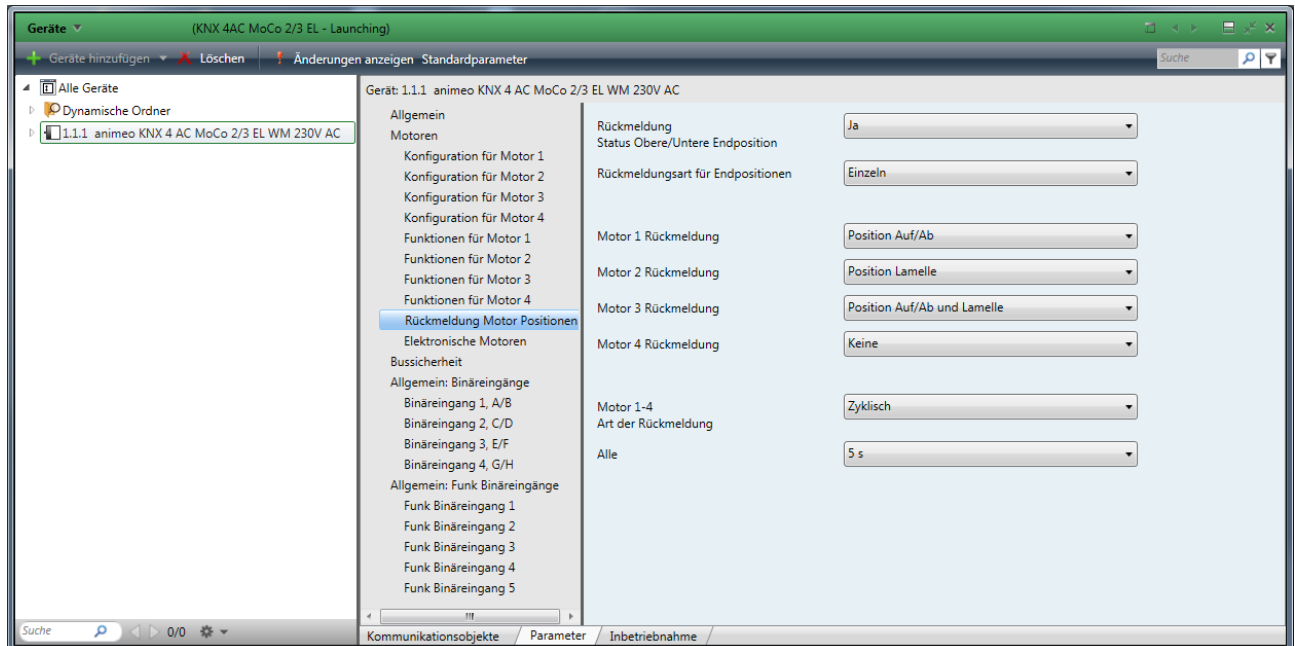 Geräte (KNX 4AC MoCo 2/3 EL - Launching)
Geräte hinzufügen Löschen Änderungen anzeigen Standardparameter Suche
Alle Geräte
Dynamische Ordner
1.1.1 animeo KNX 4 AC MoCo 2/3 EL WM 230V AC
Suche 0/0
Gerät: 1.1.1 animeo KNX 4 AC MoCo 2/3 EL WM 230V AC
Allgemein
Motoren
Konfiguration für Motor 1
Konfiguration für Motor 2
Konfiguration für Motor 3
Konfiguration für Motor 4
Funktionen für Motor 1
Funktionen für Motor 2
Funktionen für Motor 3
Funktionen für Motor 4
Rückmeldung Motor Positionen
Elektronische Motoren
Bussicherheit
Allgemein: Binäreingänge
Binäreingang 1, A/B
Binäreingang 2, C/D
Binäreingang 3, E/F
Binäreingang 4, G/H
Allgemein: Funk Binäreingänge
Funk Binäreingang 1
Funk Binäreingang 2
Funk Binäreingang 3
Funk Binäreingang 4
Funk Binäreingang 5
Rückmeldung Ja
Status Obere/Untere Endposition
Rückmeldungsart für Endpositionen Einzeln
Motor 1 Rückmeldung Position Auf/Ab
Motor 2 Rückmeldung Position Lamelle
Motor 3 Rückmeldung Position Auf/Ab und Lamelle
Motor 4 Rückmeldung Keine
Motor 1-4 Zyklisch
Art der Rückmeldung
Alle 5 s
Kommunikationsobjekte Parameter Inbetriebnahme